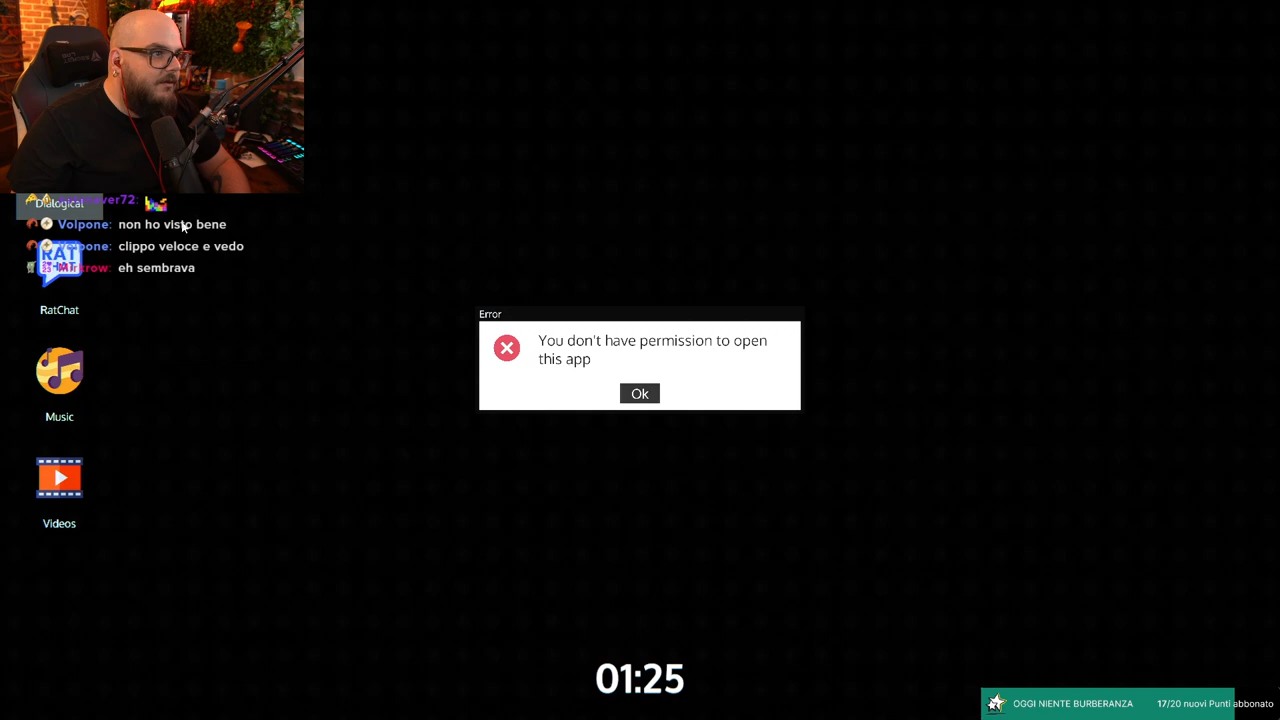 Dialogical
Volpone: non ho visto bene
Volpone: clippo veloce e vedo
eh sembrava
RAT
RatChat
Music
Videos
Error
You don't have permission to open
this app
Ok
01:25
OGGI NIENTE BURBERANZA 17/20 nuovi Punti abbonato